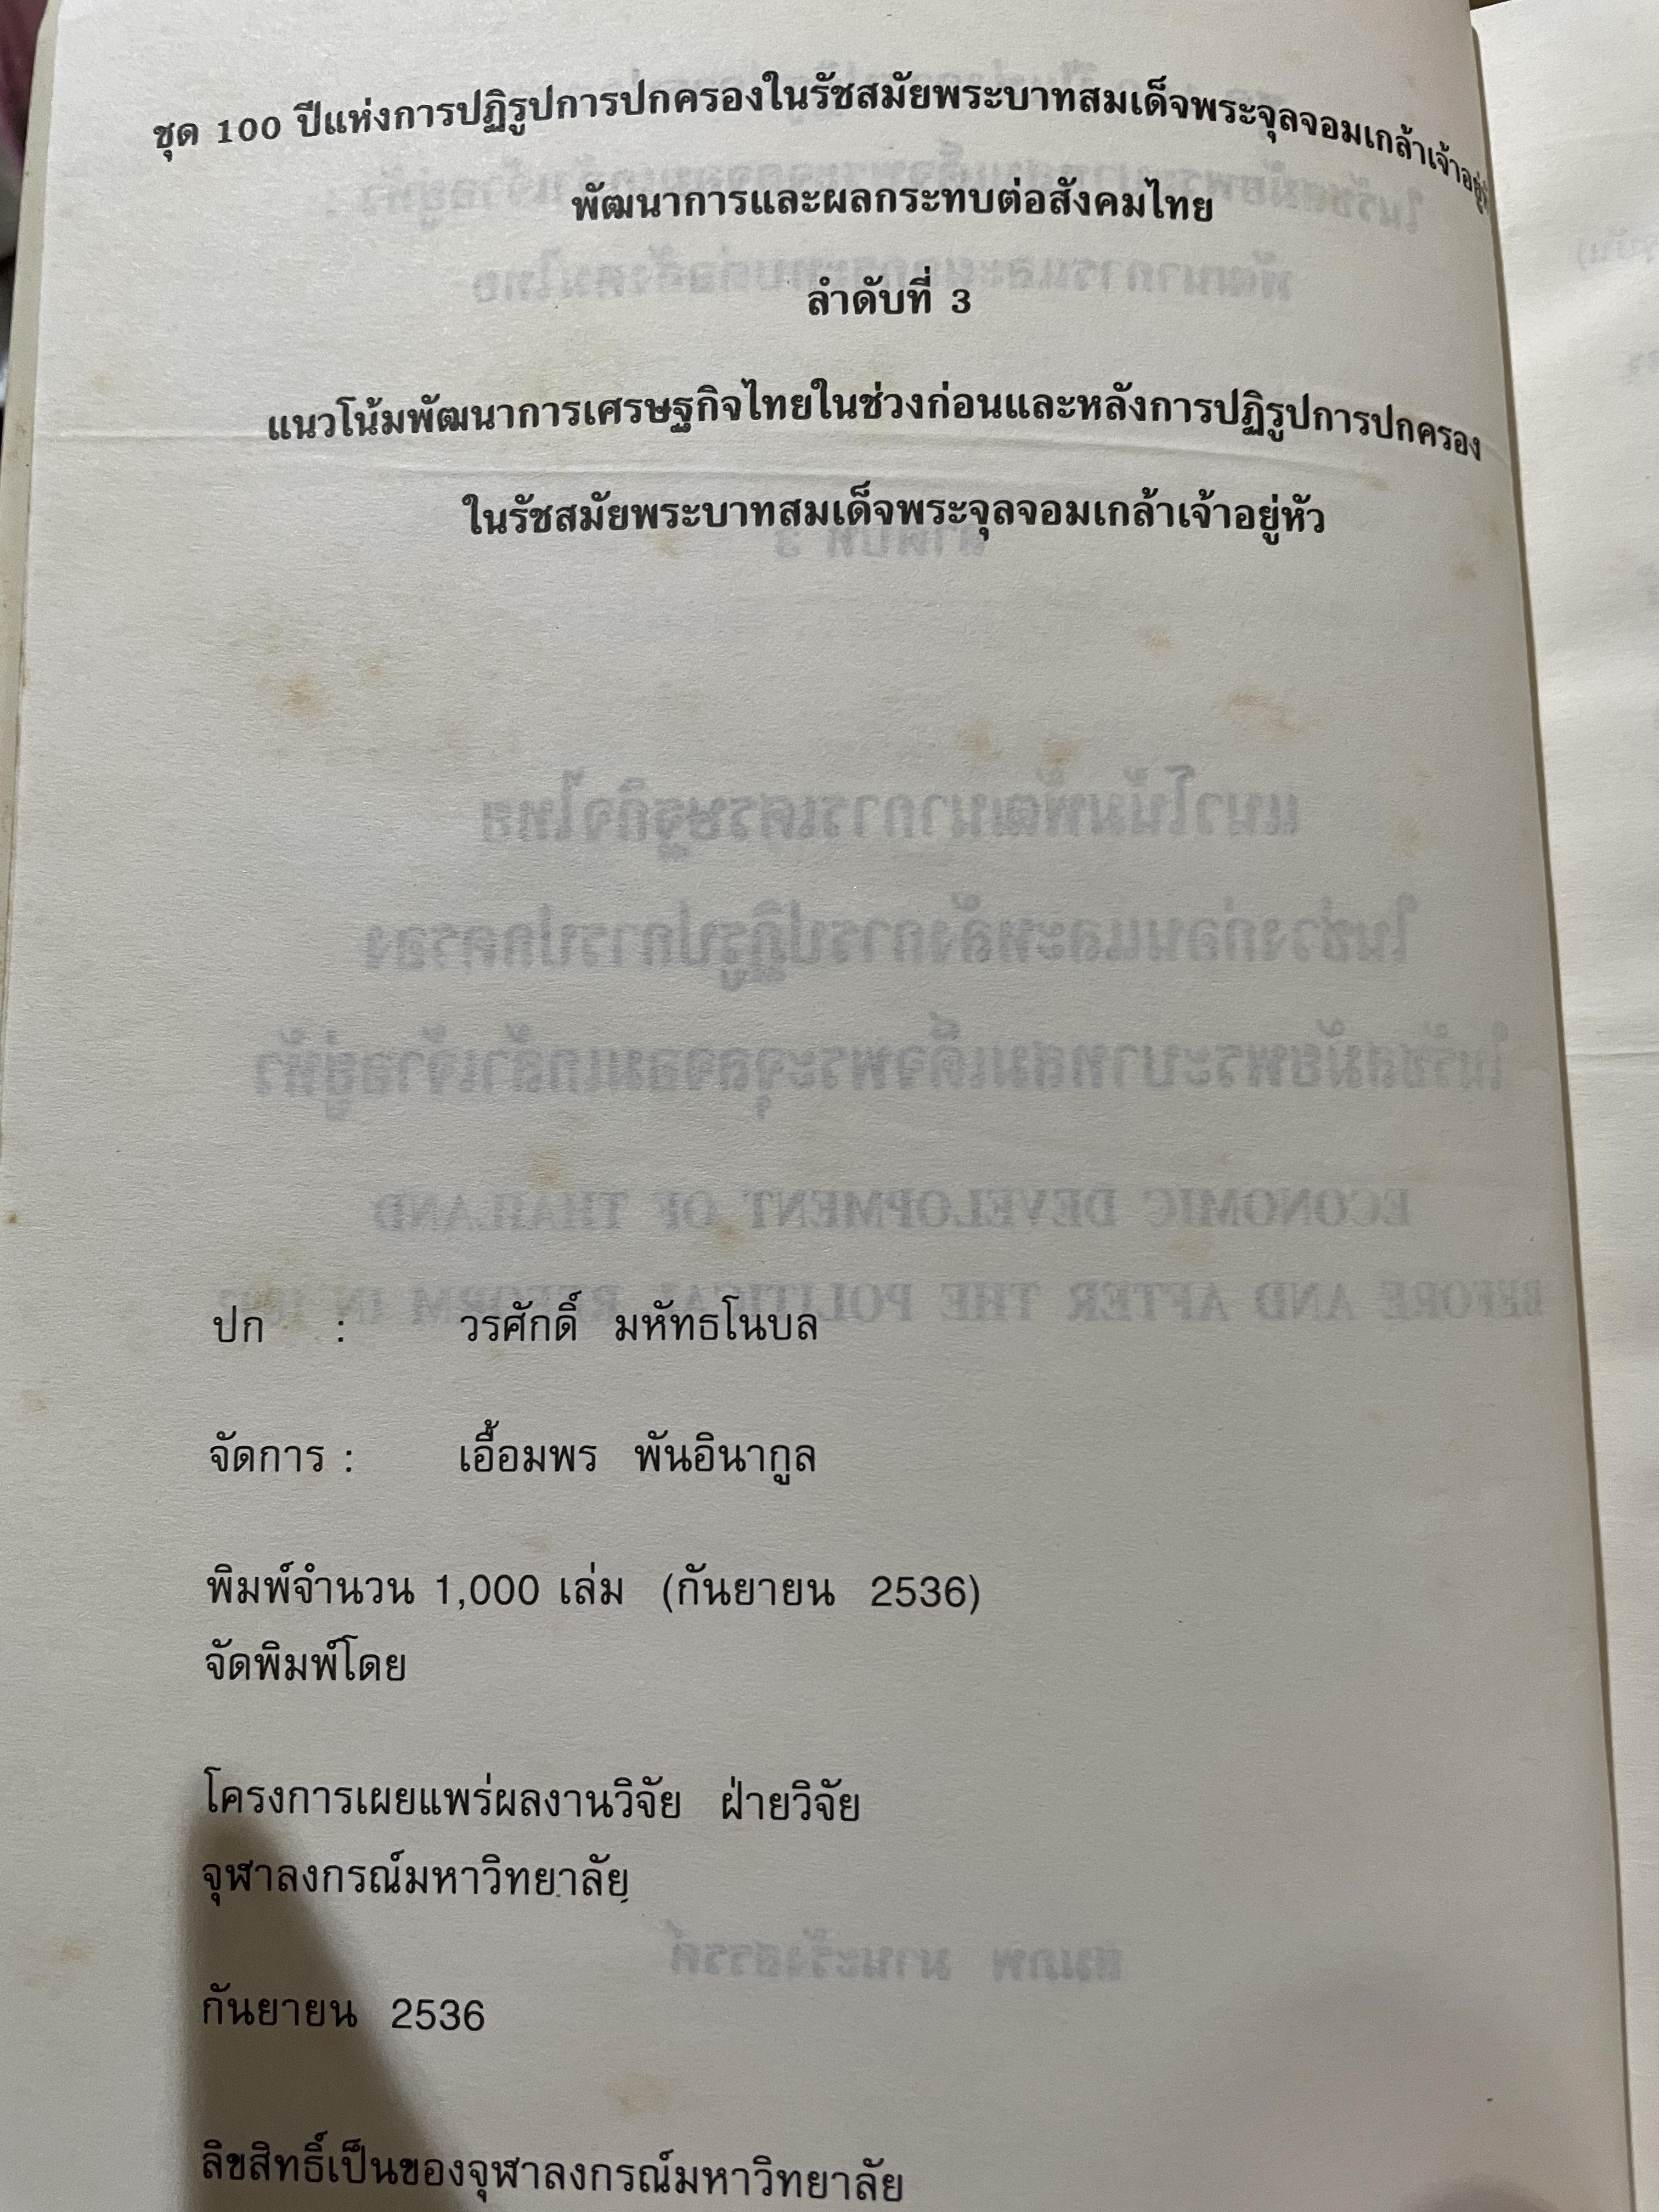 ชุด 100 ปีแห่งการปฏิรูปการปกครองในรัชสมัยพระบาทสมเด็จพระจุลจอมเกล้าเจ้าอยู่
พัฒนาการและผลกระทบต่อสังคมไทย
ลำดับที่ 3
แนวโน้มพัฒนาการเศรษฐกิจไทยในช่วงก่อนและหลังการปฏิรูปการปกครอง
ในรัชสมัยพระบาทสมเด็จพระจุลจอมเกล้าเจ้าอยู่หัว
ปก : วรศักดิ์ มหัทธโนบล
จัดการ : เอื้อมพร พันอินากูล
พิมพ์จำนวน 1,000 เล่ม (กันยายน 2536)
จัดพิมพ์โดย
โครงการเผยแพร่ผลงานวิจัย ฝ่ายวิจัย
จุฬาลงกรณ์มหาวิทยาลัย
กันยายน 2536
ลิขสิทธิ์เป็นของจุฬาลงกรณ์มหาวิทยาลัย